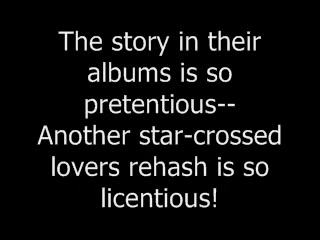 The story in their
albums is so
pretentious--
Another star-crossed
lovers rehash is so
licentious!